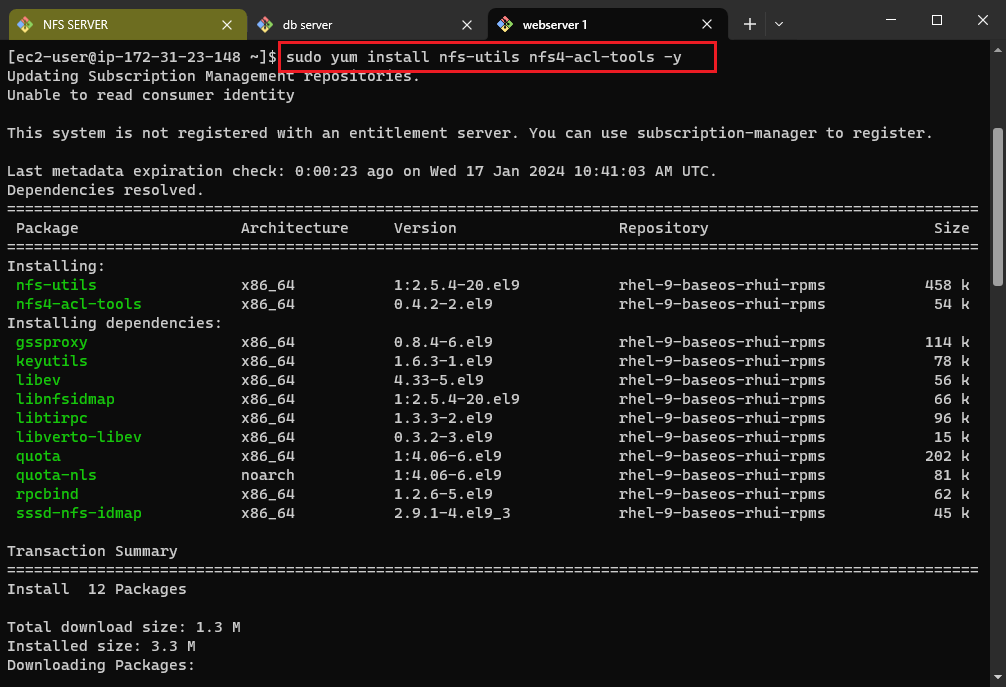 NFS SERVER db server webserver 1
[ec2-user@ip-172-31-23-148 ~]$ sudo yum install nfs-utils nfs4-acl-tools -y
Updating Subscription Management repositories.
Unable to read consumer identity
This system is not registered with an entitlement server. You can use subscription-manager to register.
Last metadata expiration check: 0:00:23 ago on Wed 17 Jan 2024 10:41:03 AM UTC.
Dependencies resolved.
============================================================================================================
Package Architecture Version Repository Size
============================================================================================================
Installing:
nfs-utils x86_64 1:2.5.4-20.el9 rhel-9-baseos-rhui-rpms 458 k
nfs4-acl-tools x86_64 0.4.2-2.el9 rhel-9-baseos-rhui-rpms 54 k
Installing dependencies:
gssproxy x86_64 0.8.4-6.el9 rhel-9-baseos-rhui-rpms 114 k
keyutils x86_64 1.6.3-1.el9 rhel-9-baseos-rhui-rpms 78 k
libev x86_64 4.33-5.el9 rhel-9-baseos-rhui-rpms 56 k
libnfsidmap x86_64 1:2.5.4-20.el9 rhel-9-baseos-rhui-rpms 66 k
libtirpc x86_64 1.3.3-2.el9 rhel-9-baseos-rhui-rpms 96 k
libverto-libev x86_64 0.3.2-3.el9 rhel-9-baseos-rhui-rpms 15 k
quota x86_64 1:4.06-6.el9 rhel-9-baseos-rhui-rpms 202 k
quota-nls noarch 1:4.06-6.el9 rhel-9-baseos-rhui-rpms 81 k
rpcbind x86_64 1.2.6-5.el9 rhel-9-baseos-rhui-rpms 62 k
sssd-nfs-idmap x86_64 2.9.1-4.el9_3 rhel-9-baseos-rhui-rpms 45 k
Transaction Summary
============================================================================================================
Install 12 Packages
Total download size: 1.3 M
Installed size: 3.3 M
Downloading Packages: